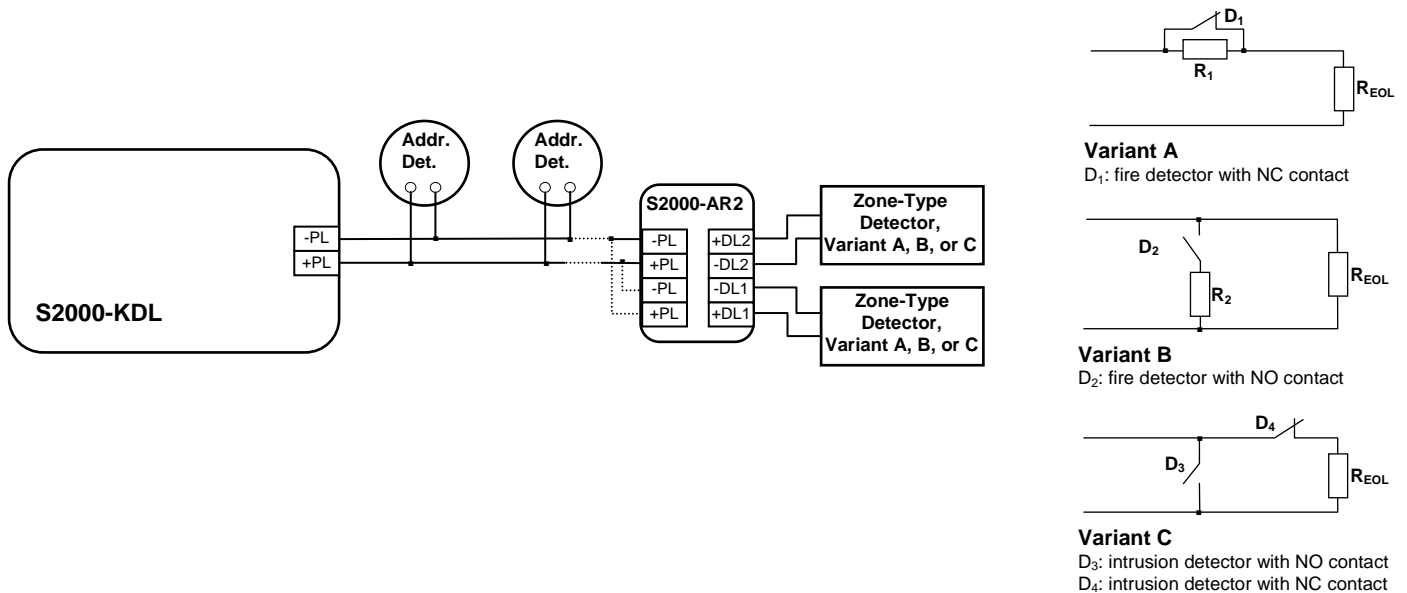 S2000-KDL
-PL
+PL
Addr.
Det.
Addr.
Det.
S2000-AR2
-PL
+PL
-PL
+PL
+DL2
-DL2
-DL1
+DL1
Zone-Type
Detector,
Variant A, B, or C
Zone-Type
Detector,
Variant A, B, or C
D₁
R₁
R_EOL
Variant A
D₁: fire detector with NC contact
D₂
R₂
R_EOL
Variant B
D₂: fire detector with NO contact
D₄
D₃
R_EOL
Variant C
D₃: intrusion detector with NO contact
D₄: intrusion detector with NC contact